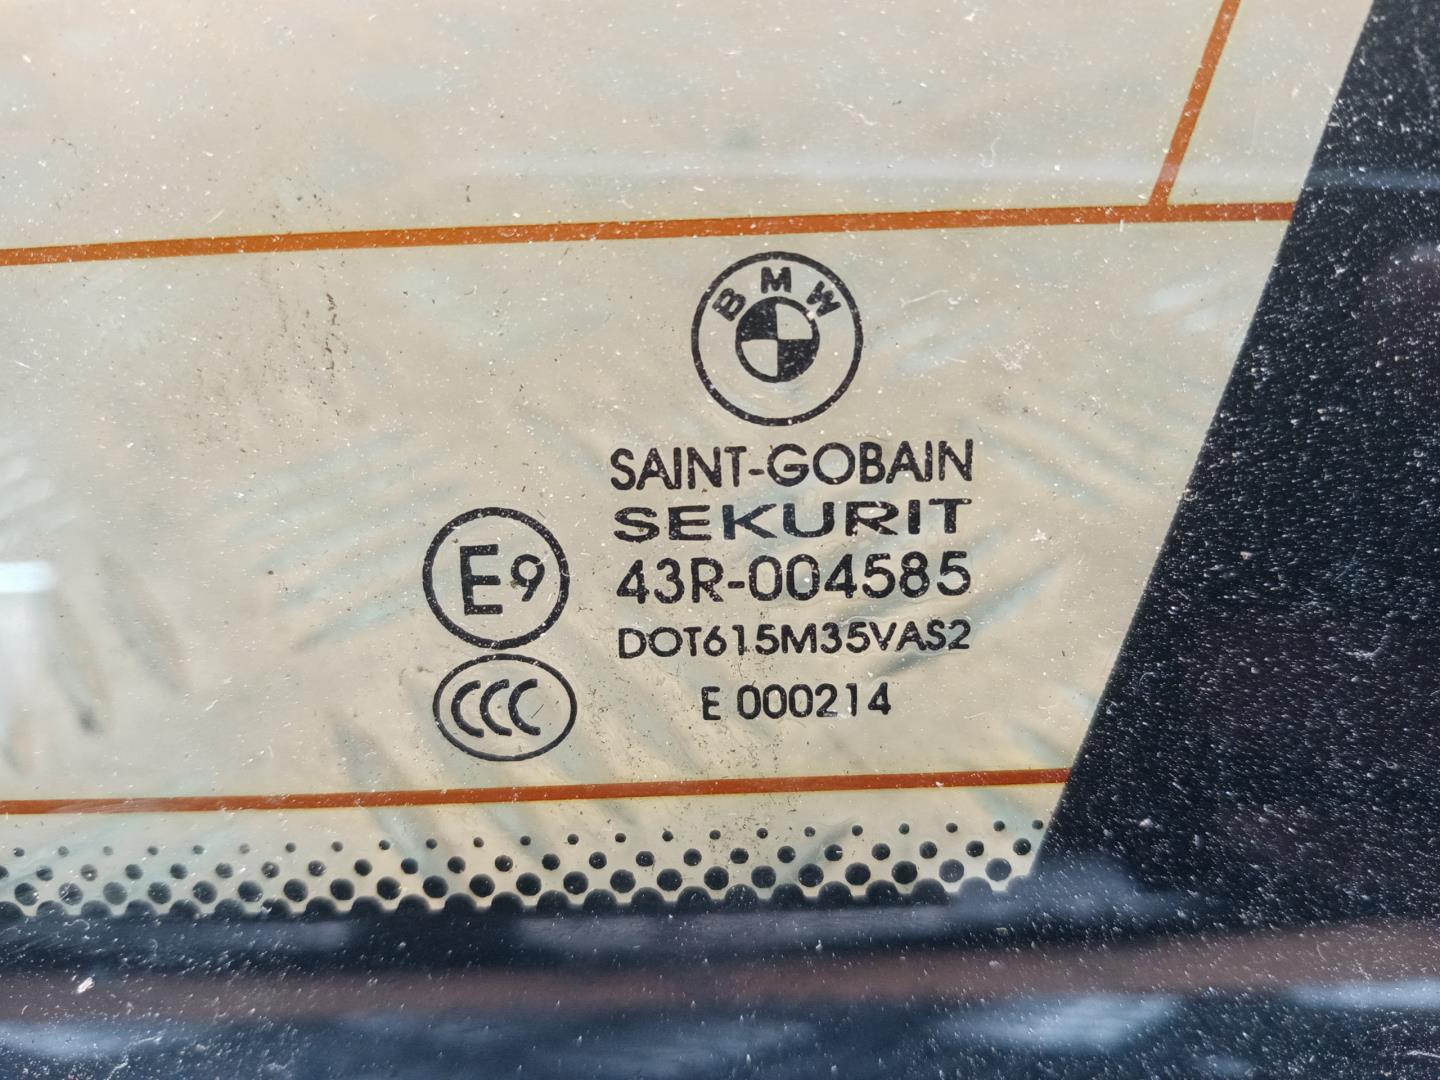 BMW
SAINT-GOBAIN
SEKURIT
E9
43R-004585
DOT615M35VAS2
CCC
E 000214